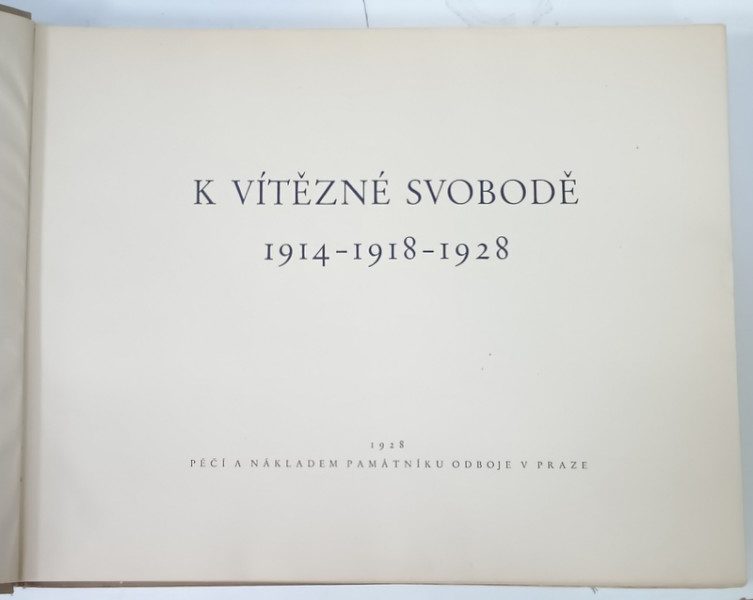 K VÍTĚZNÉ SVOBODĚ
1914-1918-1928
1928
PÉČÍ A NÁKLADEM PAMÁTNÍKU ODBOJE V PRAZE